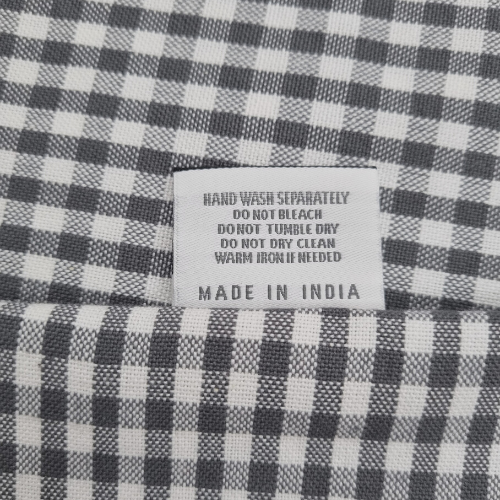 HAND WASH SEPARATELY
DO NOT BLEACH
DO NOT TUMBLE DRY
DO NOT DRY CLEAN
WARM IRON IF NEEDED
MADE IN INDIA